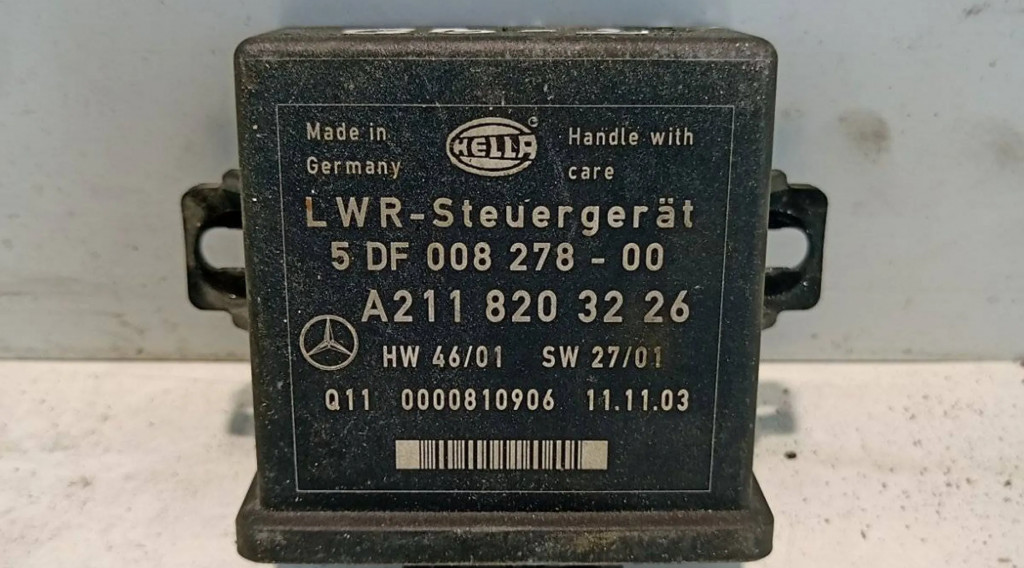 Made in
Germany
HELLA
Handle with
care
LWR-Steuergerät
5 DF 008 278 - 00
A211 820 32 26
HW 46/01 SW 27/01
Q11 0000810906 11.11.03